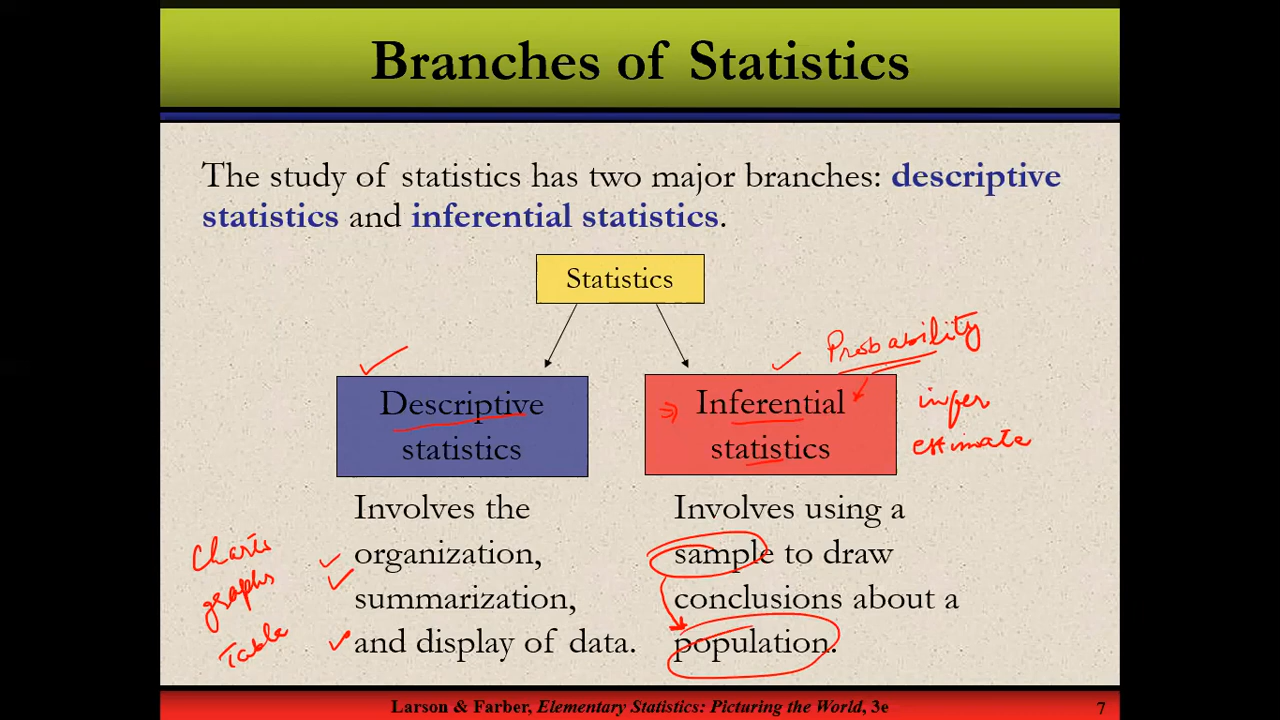 Branches of Statistics
The study of statistics has two major branches: descriptive
statistics and inferential statistics.
Statistics
Probability
Descriptive
statistics
Inferential
statistics
infer
estimate
Involves the
organization,
summarization,
and display of data.
Charts
graphs
Table
Involves using a
sample to draw
conclusions about a
population.
Larson & Farber, Elementary Statistics: Picturing the World, 3e
7